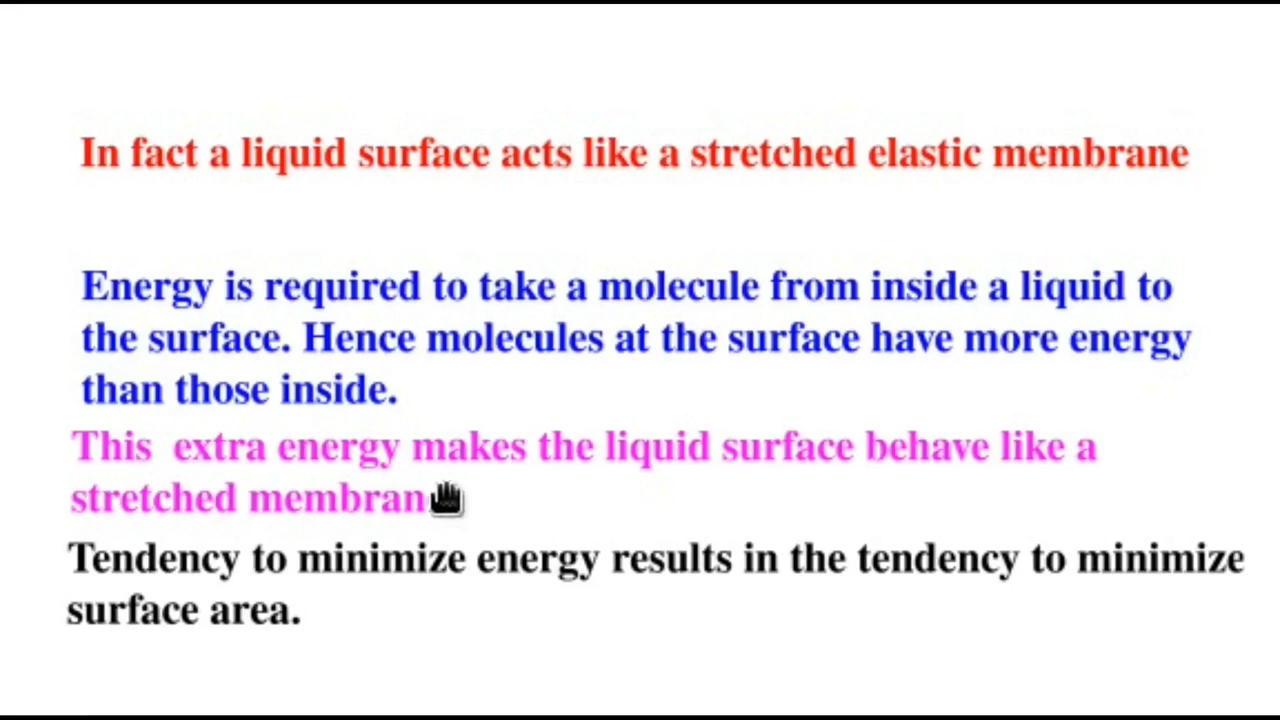 In fact a liquid surface acts like a stretched elastic membrane
Energy is required to take a molecule from inside a liquid to
the surface. Hence molecules at the surface have more energy
than those inside.
This extra energy makes the liquid surface behave like a
stretched membran
Tendency to minimize energy results in the tendency to minimize
surface area.